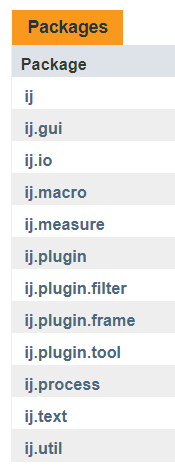 Packages
Package
ij
ij.gui
ij.io
ij.macro
ij.measure
ij.plugin
ij.plugin.filter
ij.plugin.frame
ij.plugin.tool
ij.process
ij.text
ij.util